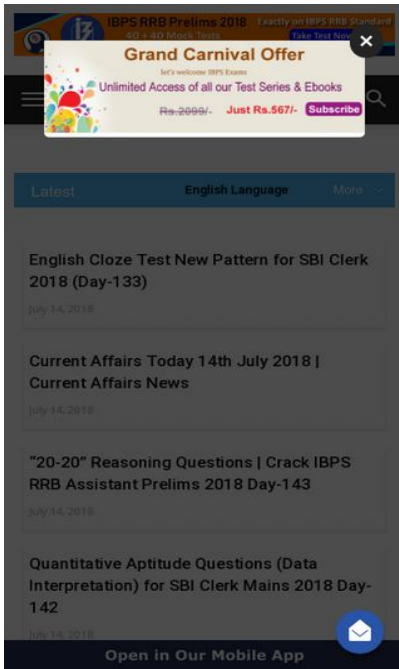 IBPS RRB Prelims 2018 Exactly on IBPS RRB Standard
40 + 40 Mock Tests Take Test Now
Grand Carnival Offer
let's welcome IBPS Exams
Unlimited Access of all our Test Series & Ebooks
Rs.2099/- Just Rs.567/- Subscribe
Latest English Language More
English Cloze Test New Pattern for SBI Clerk
2018 (Day-133)
July 14, 2018
Current Affairs Today 14th July 2018 |
Current Affairs News
July 14, 2018
“20-20” Reasoning Questions | Crack IBPS
RRB Assistant Prelims 2018 Day-143
July 14, 2018
Quantitative Aptitude Questions (Data
Interpretation) for SBI Clerk Mains 2018 Day-
142
July 14, 2018
Open in Our Mobile App